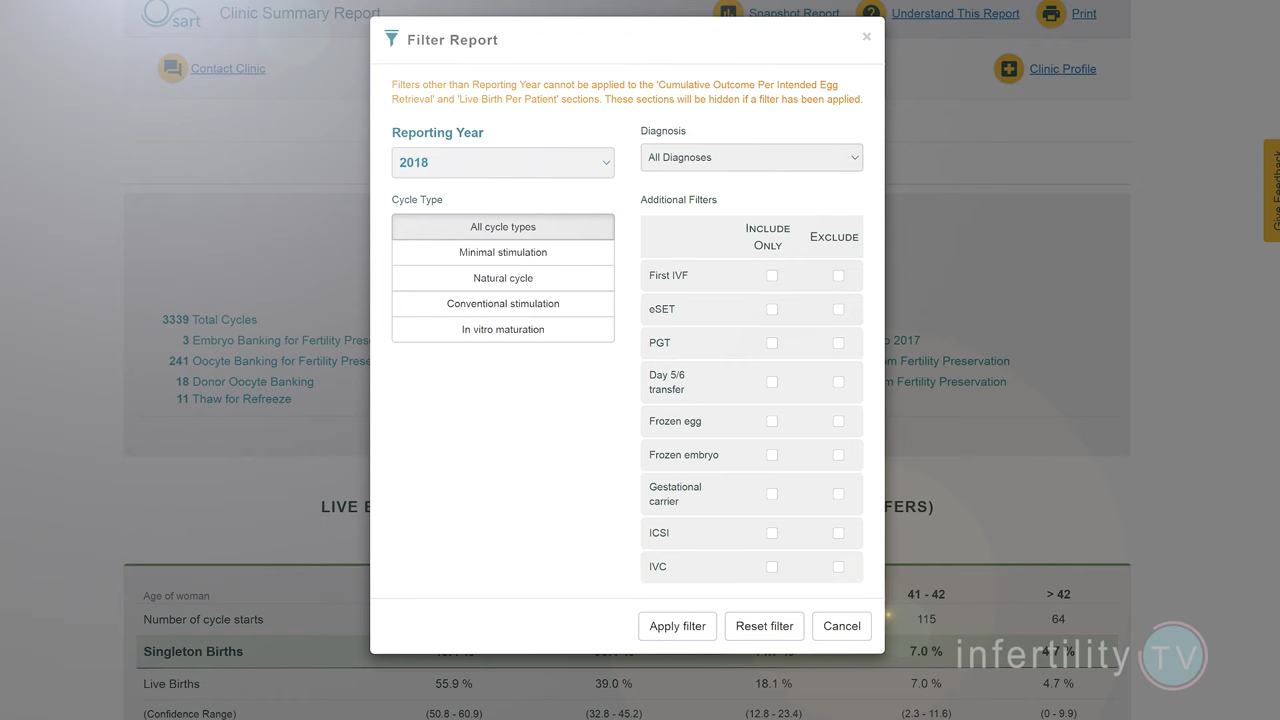 sart
Clinic Summary Report
Snapshot Report
Understand This Report
Print
Contact Clinic
Clinic Profile
Give Feedback
Filter Report
×
Filters other than Reporting Year cannot be applied to the 'Cumulative Outcome Per Intended Egg
Retrieval' and 'Live Birth Per Patient' sections. These sections will be hidden if a filter has been applied.
Reporting Year
2018
Cycle Type
All cycle types
Minimal stimulation
Natural cycle
Conventional stimulation
In vitro maturation
Diagnosis
All Diagnoses
Additional Filters
INCLUDE ONLY
EXCLUDE
First IVF
eSET
PGT
Day 5/6
transfer
Frozen egg
Frozen embryo
Gestational
carrier
ICSI
IVC
Apply filter
Reset filter
Cancel
3339 Total Cycles
3 Embryo Banking for Fertility
241 Oocyte Banking for Fertility
18 Donor Oocyte Banking
11 Thaw for Refreeze
2017
Fertility Preservation
Fertility Preservation
LIVE
Age of woman 41 - 42 > 42
Number of cycle starts 115 64
Singleton Births 7.0 % 4.7 %
Live Births 55.9 % 39.0 % 18.1 % 7.0 % 4.7 %
(Confidence Range) (50.8 - 60.9) (32.8 - 45.2) (12.8 - 23.4) (2.3 - 11.6) (0 - 9.9)
infertility TV